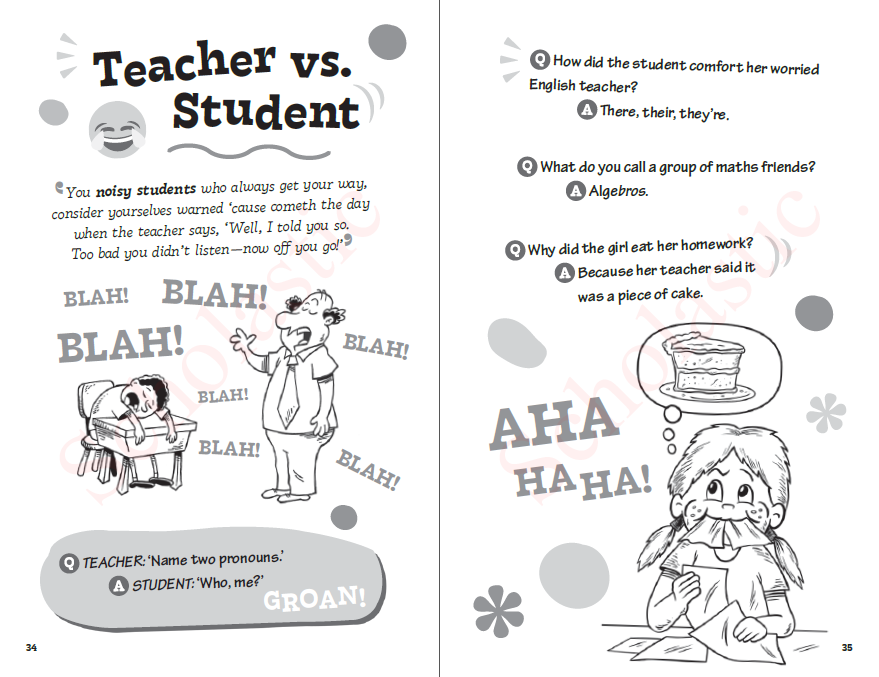 Teacher vs.
Student
‘You noisy students who always get your way,
consider yourselves warned ’cause cometh the day
when the teacher says, ‘Well, I told you so.
Too bad you didn’t listen—now off you go!’’
BLAH! BLAH!
BLAH!
BLAH!
BLAH!
BLAH!
BLAH!
Scholastic
Q TEACHER: ‘Name two pronouns.’
A STUDENT: ‘Who, me?’
GROAN!
34
Q How did the student comfort her worried
English teacher?
A There, their, they’re.
Q What do you call a group of maths friends?
A Algebros.
Q Why did the girl eat her homework?
A Because her teacher said it
was a piece of cake.
AHA
HA HA!
Scholastic
35